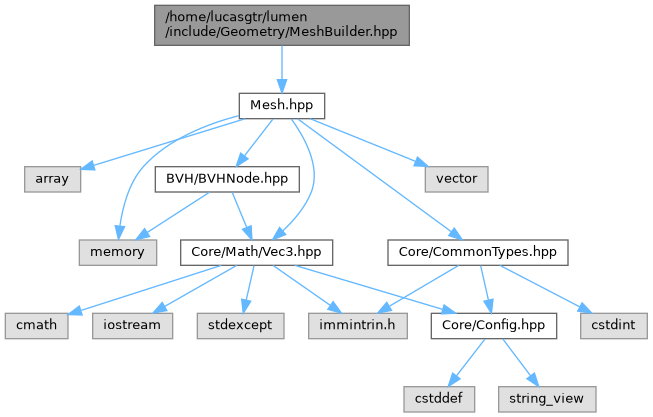 /home/lucasgtr/lumen
/include/Geometry/MeshBuilder.hpp
Mesh.hpp
array
BVH/BVHNode.hpp
vector
memory
Core/Math/Vec3.hpp
Core/CommonTypes.hpp
cmath
iostream
stdexcept
immintrin.h
Core/Config.hpp
cstdint
cstddef
string_view